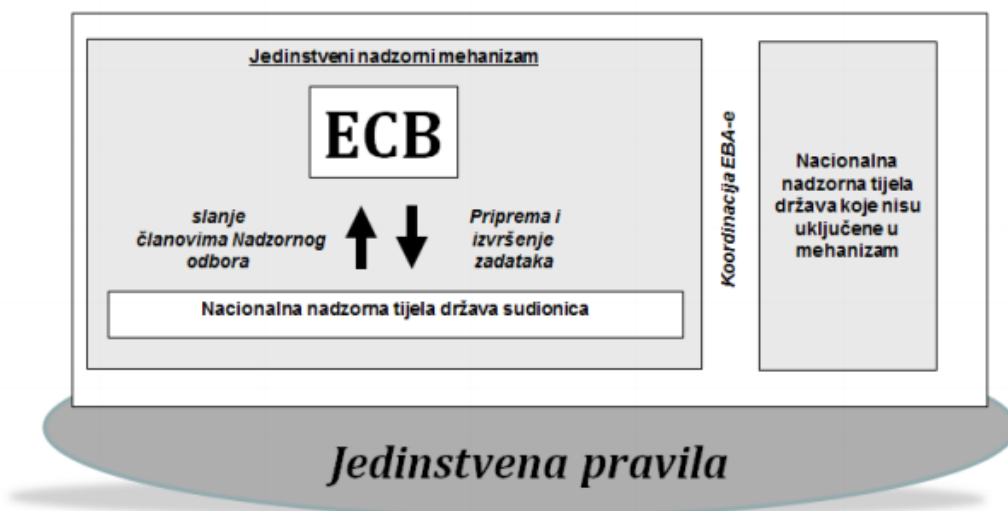 Jedinstveni nadzorni mehanizam
ECB
slanje
članovima Nadzornog
odbora
Priprema i
izvršenje
zadataka
Nacionalna nadzorna tijela država sudionica
Koordinacija EBA-e
Nacionalna
nadzorna tijela
država koje nisu
uključene u
mehanizam
Jedinstvena pravila